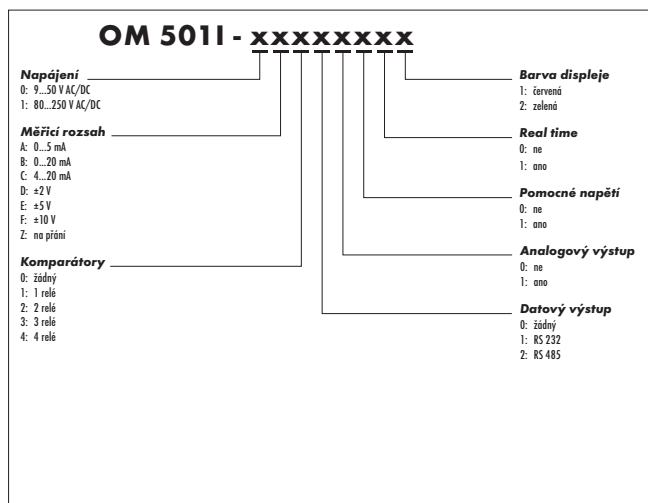 OM 501I - xxxxxxxx
Napájení
0: 9...50 V AC/DC
1: 80...250 V AC/DC
Měřicí rozsah
A: 0...5 mA
B: 0...20 mA
C: 4...20 mA
D: ±2 V
E: ±5 V
F: ±10 V
Z: na přání
Komparátory
0: žádný
1: 1 relé
2: 2 relé
3: 3 relé
4: 4 relé
Barva displeje
1: červená
2: zelená
Real time
0: ne
1: ano
Pomocné napětí
0: ne
1: ano
Analogový výstup
0: ne
1: ano
Datový výstup
0: žádný
1: RS 232
2: RS 485